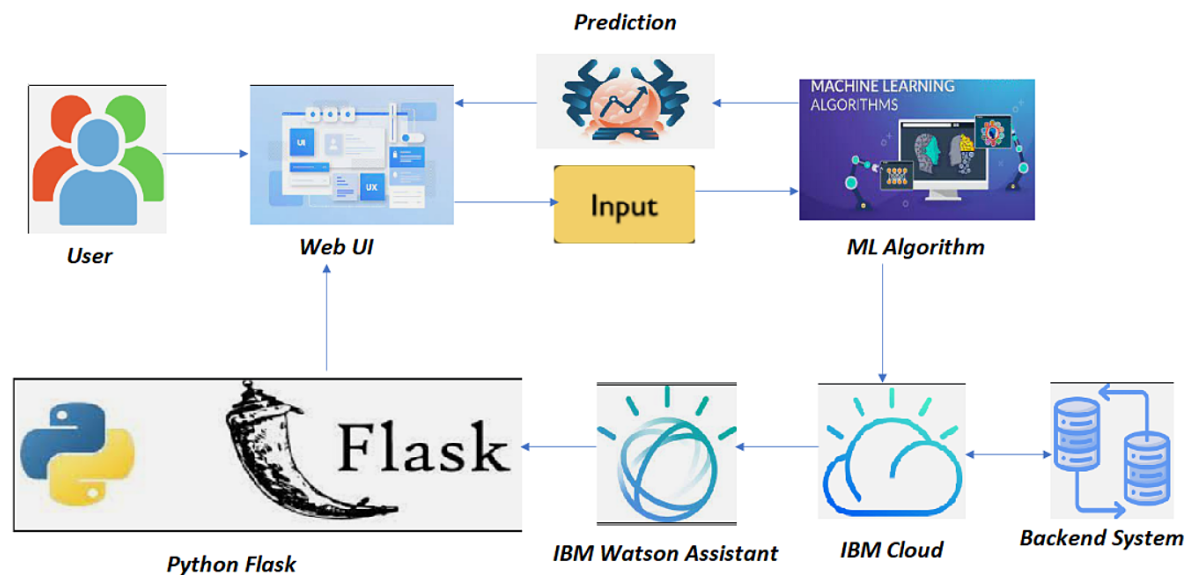 Prediction
MACHINE LEARNING
ALGORITHMS
UI
UX
Input
User
Web UI
ML Algorithm
Flask
Python Flask
IBM Watson Assistant
IBM Cloud
Backend System